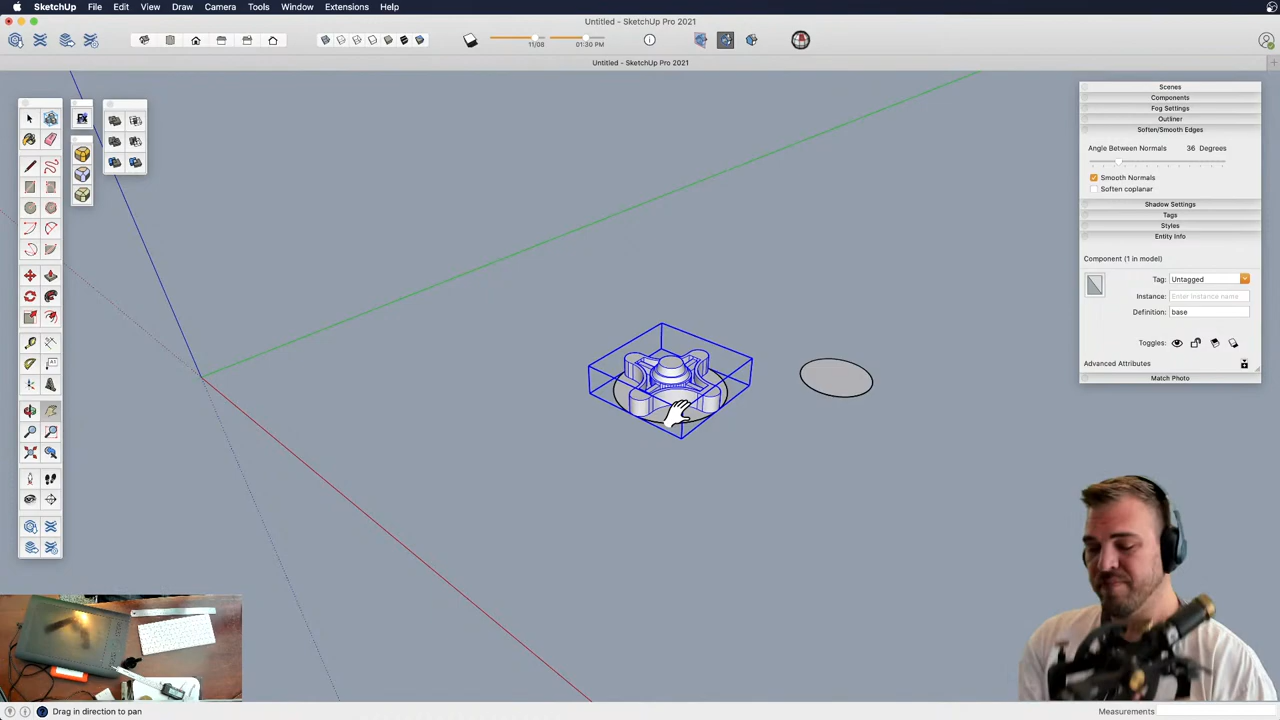 SketchUp File Edit View Draw Camera Tools Window Extensions Help
Untitled - SketchUp Pro 2021
11/08 01:30 PM
Untitled - SketchUp Pro 2021
Scenes
Components
Fog Settings
Outliner
Soften/Smooth Edges
Angle Between Normals 36 Degrees
Smooth Normals
Soften coplanar
Shadow Settings
Tags
Styles
Entity Info
Component (1 in model)
Tag: Untagged
Instance: Enter instance name
Definition: base
Toggles:
Advanced Attributes
Match Photo
Drag in direction to pan
Measurements